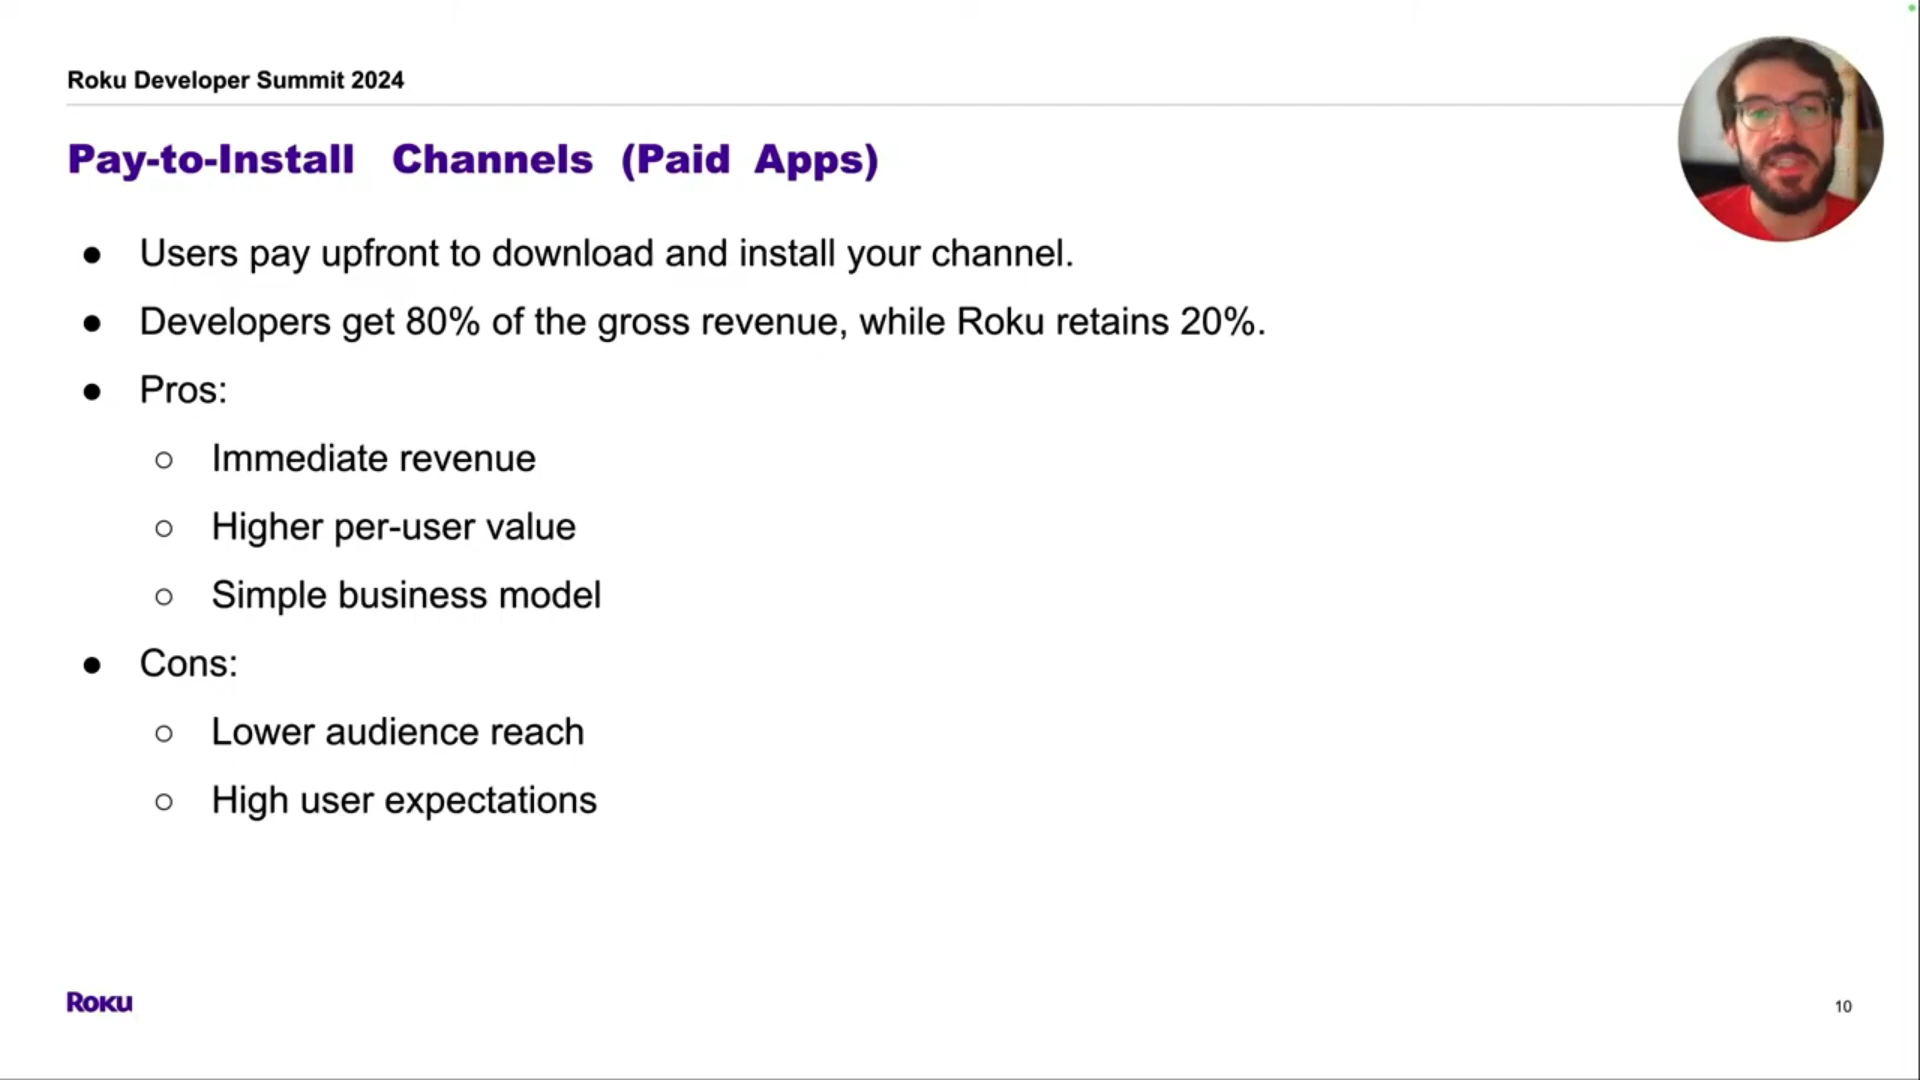 Roku Developer Summit 2024
Pay-to-Install Channels (Paid Apps)
● Users pay upfront to download and install your channel.
● Developers get 80% of the gross revenue, while Roku retains 20%.
● Pros:
○ Immediate revenue
○ Higher per-user value
○ Simple business model
● Cons:
○ Lower audience reach
○ High user expectations
Roku
10